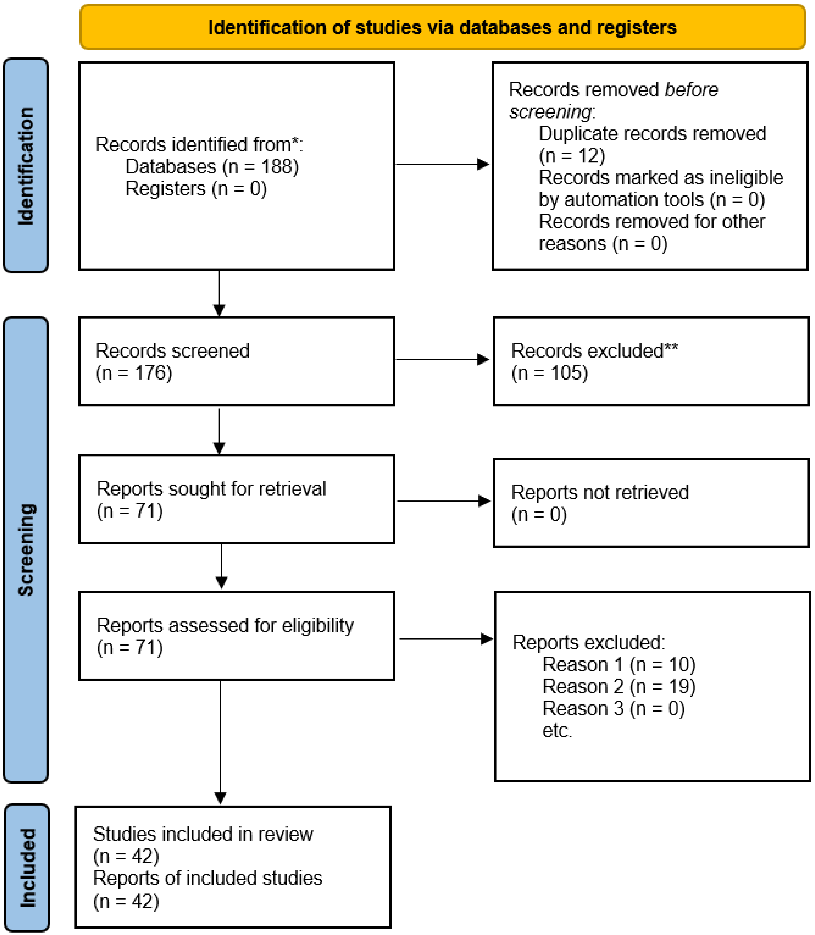 Identification of studies via databases and registers
Identification
Records identified from*:
Databases (n = 188)
Registers (n = 0)
Records removed before
screening:
Duplicate records removed
(n = 12)
Records marked as ineligible
by automation tools (n = 0)
Records removed for other
reasons (n = 0)
Screening
Records screened
(n = 176)
Records excluded**
(n = 105)
Reports sought for retrieval
(n = 71)
Reports not retrieved
(n = 0)
Reports assessed for eligibility
(n = 71)
Reports excluded:
Reason 1 (n = 10)
Reason 2 (n = 19)
Reason 3 (n = 0)
etc.
Included
Studies included in review
(n = 42)
Reports of included studies
(n = 42)